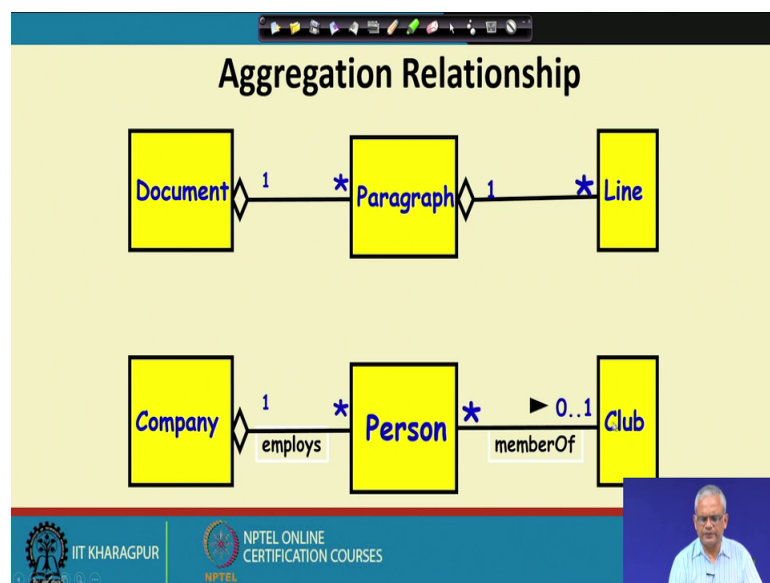 Aggregation Relationship
Document 1 * Paragraph 1 * Line
Company 1 * Person * 0..1 Club
employs memberOf
IIT KHARAGPUR
NPTEL ONLINE
CERTIFICATION COURSES
NPTEL